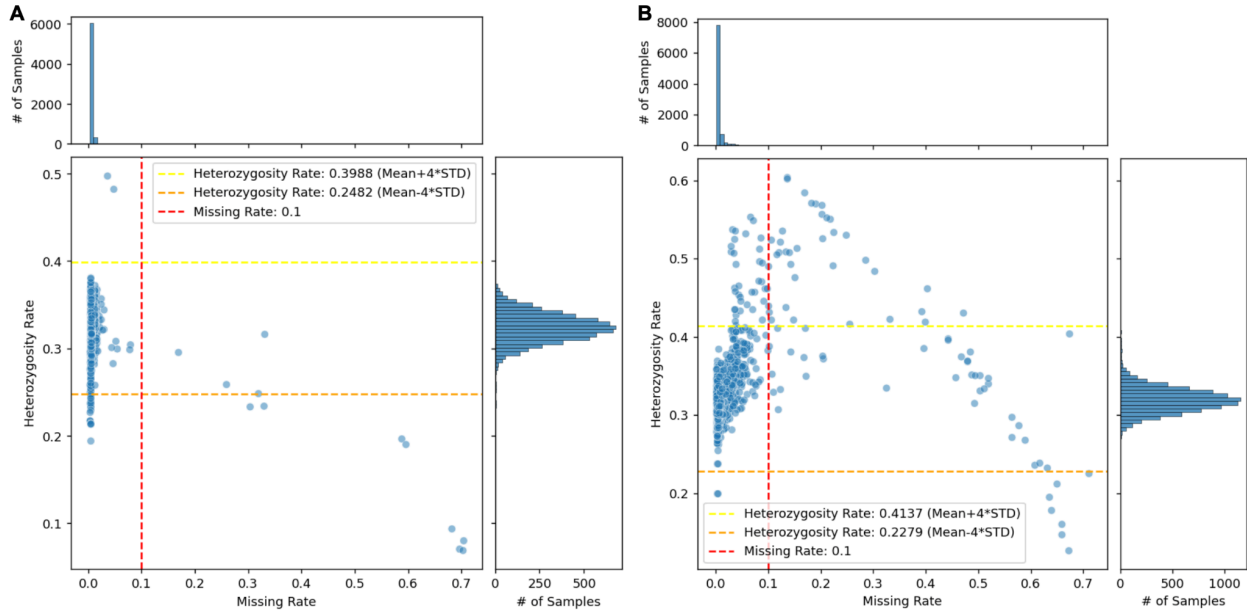 A
# of Samples
6000
4000
2000
0
Heterozygosity Rate
0.5
0.4
0.3
0.2
0.1
Heterozygosity Rate: 0.3988 (Mean+4*STD)
Heterozygosity Rate: 0.2482 (Mean-4*STD)
Missing Rate: 0.1
0.0 0.1 0.2 0.3 0.4 0.5 0.6 0.7
Missing Rate
0 250 500
# of Samples
B
# of Samples
8000
6000
4000
2000
0
Heterozygosity Rate
0.6
0.5
0.4
0.3
0.2
Heterozygosity Rate: 0.4137 (Mean+4*STD)
Heterozygosity Rate: 0.2279 (Mean-4*STD)
Missing Rate: 0.1
0.0 0.1 0.2 0.3 0.4 0.5 0.6 0.7
Missing Rate
0 500 1000
# of Samples